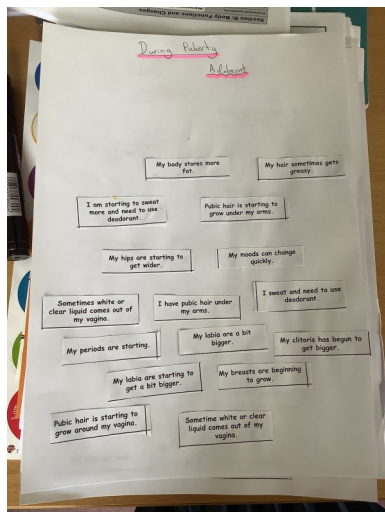 Section 2: Body Functions and Changes
During Puberty
Adolescent
My body stores more
fat.
My hair sometimes gets
greasy.
I am starting to sweat
more and need to use
deodorant.
Pubic hair is starting to
grow under my arms.
My hips are starting to
get wider.
My moods can change
quickly.
Sometimes white or
clear liquid comes out of
my vagina.
I have pubic hair under
my arms.
I sweat and need to use
deodorant.
My periods are starting.
My labia are a bit
bigger.
My clitoris has begun to
get bigger.
My labia are starting to
get a bit bigger.
My breasts are beginning
to grow.
Pubic hair is starting to
grow around my vagina.
Sometime white or clear
liquid comes out of my
vagina.